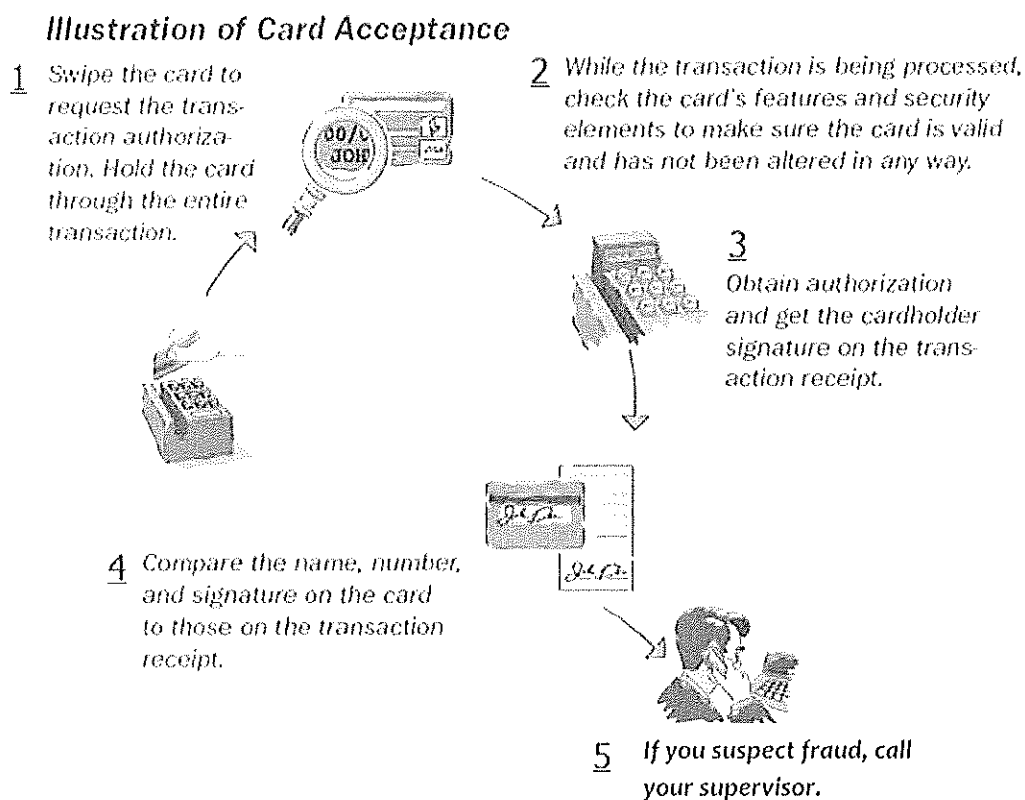 Illustration of Card Acceptance
1 Swipe the card to
request the trans-
action authoriza-
tion. Hold the card
through the entire
transaction.
2 While the transaction is being processed,
check the card's features and security
elements to make sure the card is valid
and has not been altered in any way.
3
Obtain authorization
and get the cardholder
signature on the trans-
action receipt.
4 Compare the name, number,
and signature on the card
to those on the transaction
receipt.
5 If you suspect fraud, call
your supervisor.